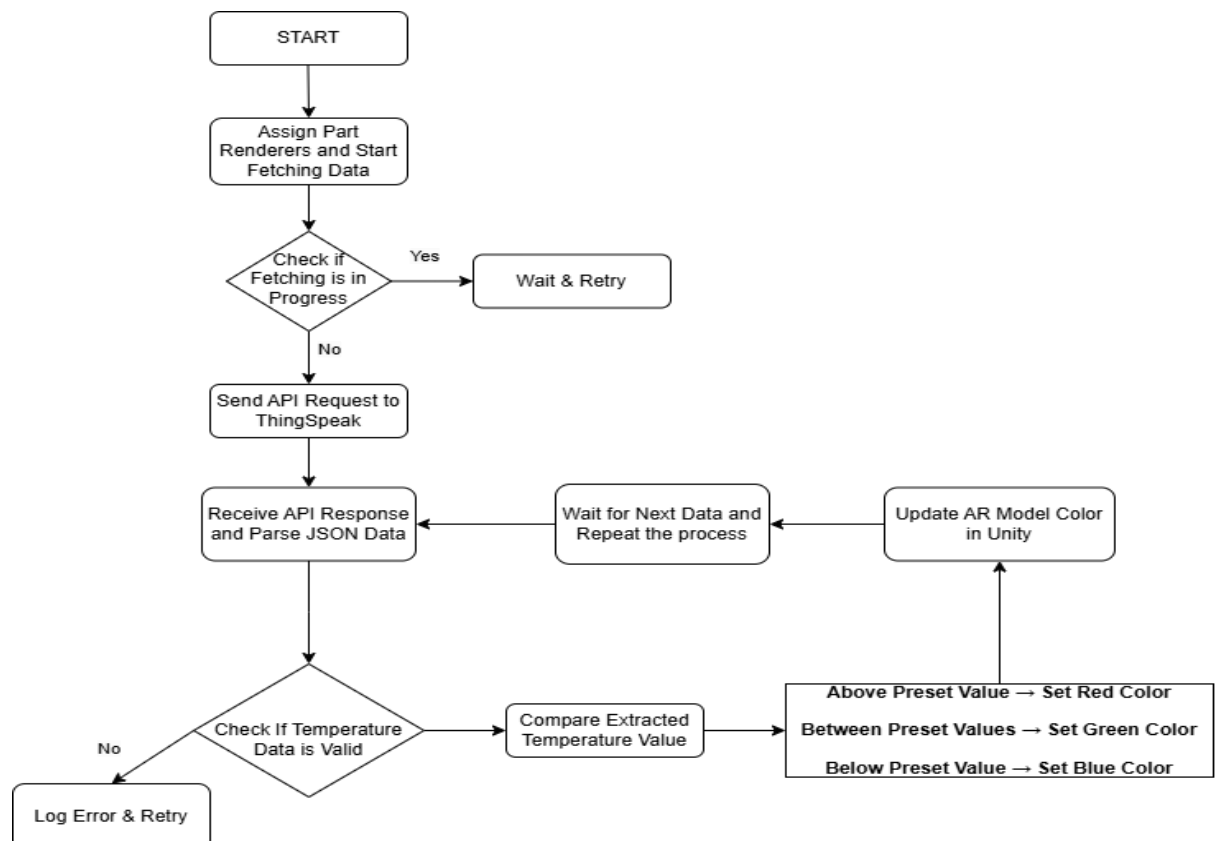 START
Assign Part
Renderers and Start
Fetching Data
Check if
Fetching is in
Progress
Yes
Wait & Retry
No
Send API Request to
ThingSpeak
Receive API Response
and Parse JSON Data
Wait for Next Data and
Repeat the process
Update AR Model Color
in Unity
Check If Temperature
Data is Valid
No
Log Error & Retry
Compare Extracted
Temperature Value
Above Preset Value → Set Red Color
Between Preset Values → Set Green Color
Below Preset Value → Set Blue Color